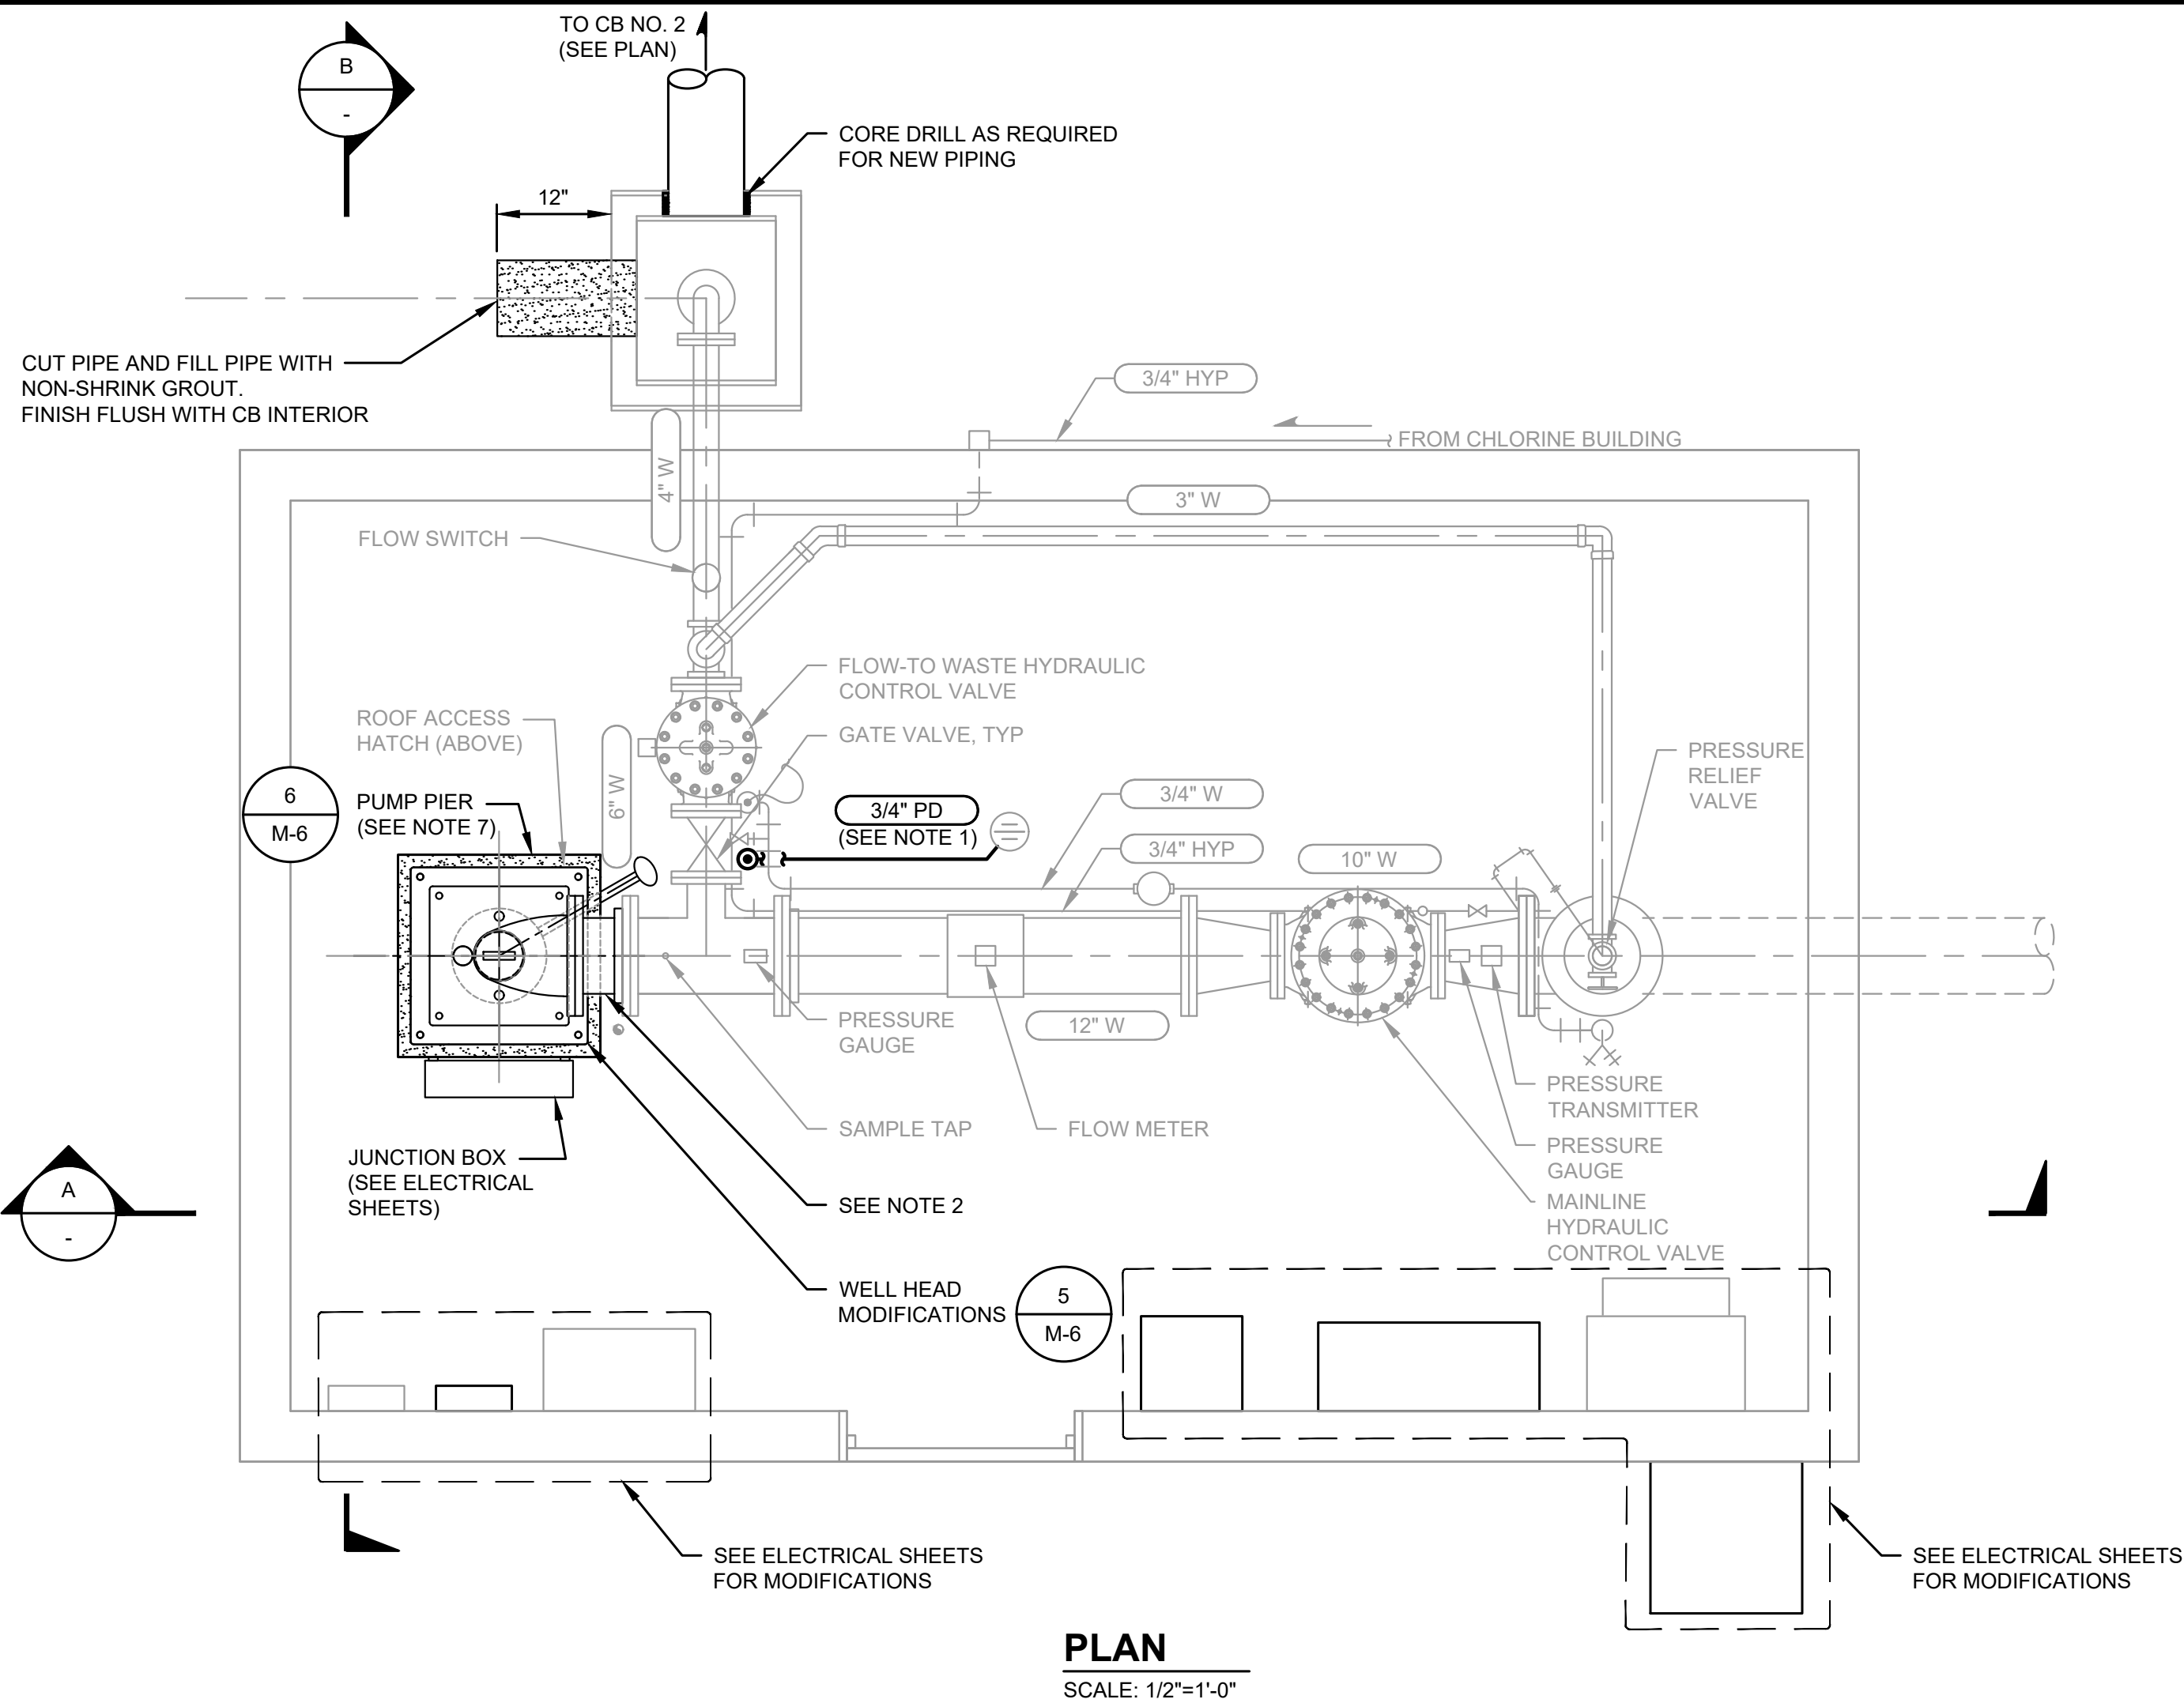 TO CB NO. 2
(SEE PLAN)
B
-
CORE DRILL AS REQUIRED
FOR NEW PIPING
12"
CUT PIPE AND FILL PIPE WITH
NON-SHRINK GROUT.
FINISH FLUSH WITH CB INTERIOR
3/4" HYP
FROM CHLORINE BUILDING
4" W
3" W
FLOW SWITCH
FLOW-TO WASTE HYDRAULIC
CONTROL VALVE
ROOF ACCESS
HATCH (ABOVE)
GATE VALVE, TYP
PRESSURE
RELIEF
VALVE
6
M-6
PUMP PIER
(SEE NOTE 7)
6" W
3/4" PD
(SEE NOTE 1)
3/4" W
3/4" HYP
10" W
PRESSURE
GAUGE
12" W
PRESSURE
TRANSMITTER
SAMPLE TAP
FLOW METER
PRESSURE
GAUGE
JUNCTION BOX
(SEE ELECTRICAL
SHEETS)
A
-
SEE NOTE 2
MAINLINE
HYDRAULIC
CONTROL VALVE
WELL HEAD
MODIFICATIONS
5
M-6
SEE ELECTRICAL SHEETS
FOR MODIFICATIONS
SEE ELECTRICAL SHEETS
FOR MODIFICATIONS
PLAN
SCALE: 1/2"=1'-0"